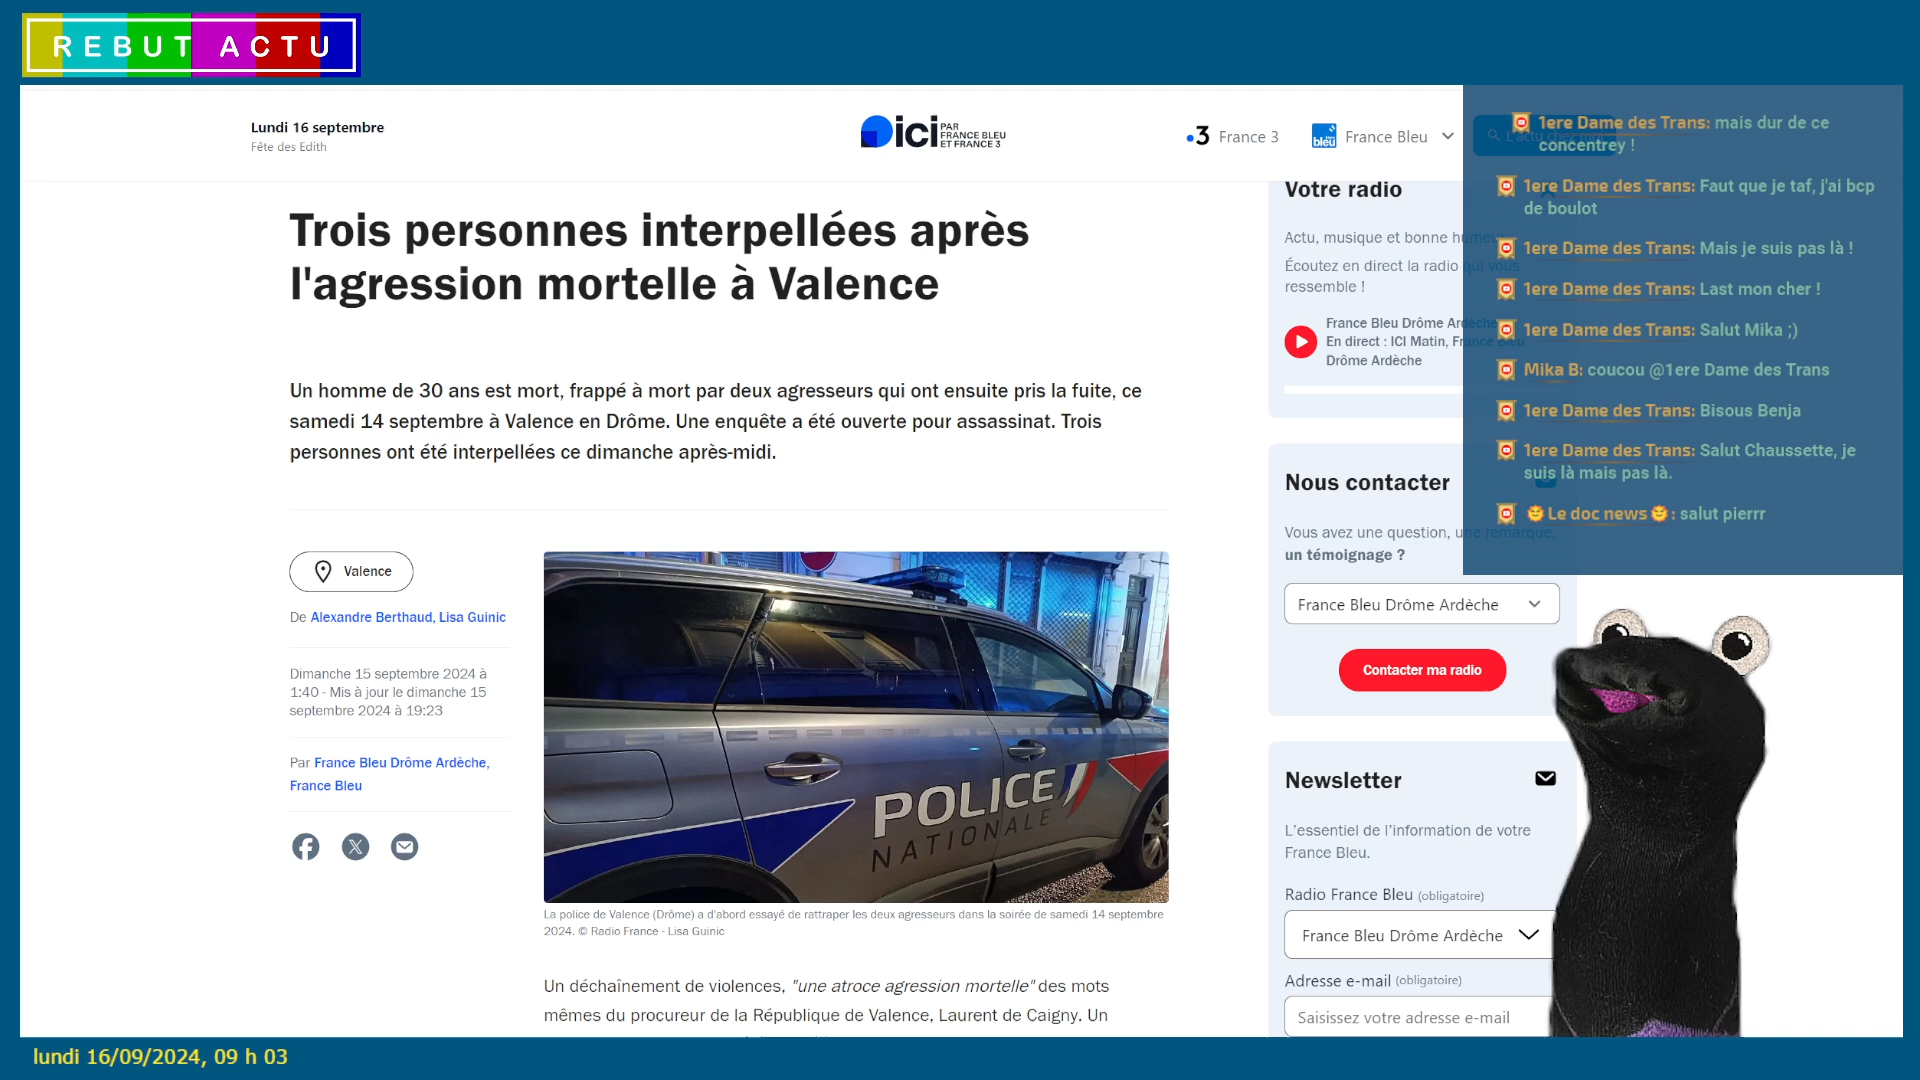 REBUT ACTU
Lundi 16 septembre
Fête des Edith
ici PAR
FRANCE BLEU
ET FRANCE 3
3 France 3
bleu France Bleu
Trois personnes interpellées après
l'agression mortelle à Valence
Un homme de 30 ans est mort, frappé à mort par deux agresseurs qui ont ensuite pris la fuite, ce
samedi 14 septembre à Valence en Drôme. Une enquête a été ouverte pour assassinat. Trois
personnes ont été interpellées ce dimanche après-midi.
Valence
De Alexandre Berthaud, Lisa Guinic
Dimanche 15 septembre 2024 à
1:40 - Mis à jour le dimanche 15
septembre 2024 à 19:23
Par France Bleu Drôme Ardèche,
France Bleu
POLICE
NATIONALE
La police de Valence (Drôme) a d'abord essayé de rattraper les deux agresseurs dans la soirée de samedi 14 septembre
2024. © Radio France - Lisa Guinic
Un déchaînement de violences, "une atroce agression mortelle" des mots
mêmes du procureur de la République de Valence, Laurent de Caigny. Un
Votre radio
Actu, musique et bonne humeur
Écoutez en direct la radio qui vous
ressemble !
France Bleu Drôme Ardèche
En direct : ICI Matin, France Bleu
Drôme Ardèche
Nous contacter
Vous avez une question, une remarque,
un témoignage ?
France Bleu Drôme Ardèche
Contacter ma radio
Newsletter
L'essentiel de l'information de votre
France Bleu.
Radio France Bleu (obligatoire)
France Bleu Drôme Ardèche
Adresse e-mail (obligatoire)
Saisissez votre adresse e-mail
1ere Dame des Trans: mais dur de ce
concentrey !
1ere Dame des Trans: Faut que je taf, j'ai bcp
de boulot
1ere Dame des Trans: Mais je suis pas là !
1ere Dame des Trans: Last mon cher !
1ere Dame des Trans: Salut Mika ;)
Mika B: coucou @1ere Dame des Trans
1ere Dame des Trans: Bisous Benja
1ere Dame des Trans: Salut Chaussette, je
suis là mais pas là.
Le doc news : salut pierrr
lundi 16/09/2024, 09 h 03